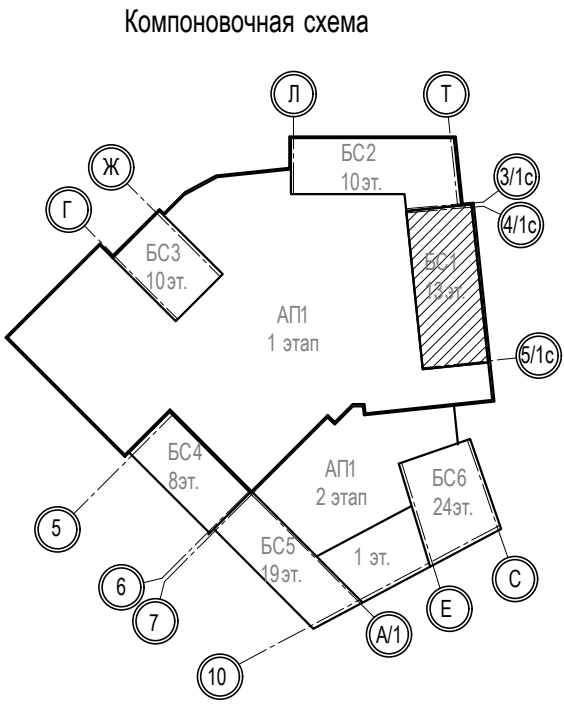 Компоновочная схема
Л
Т
Ж
БС2
10эт.
3/1с
4/1с
Г
БС3
10эт.
БС1
13эт.
АП1
1 этап
5/1с
БС4
8эт.
АП1
2 этап
БС6
24эт.
5
БС5
19эт.
1 эт.
6
7
С
Е
А/1
10